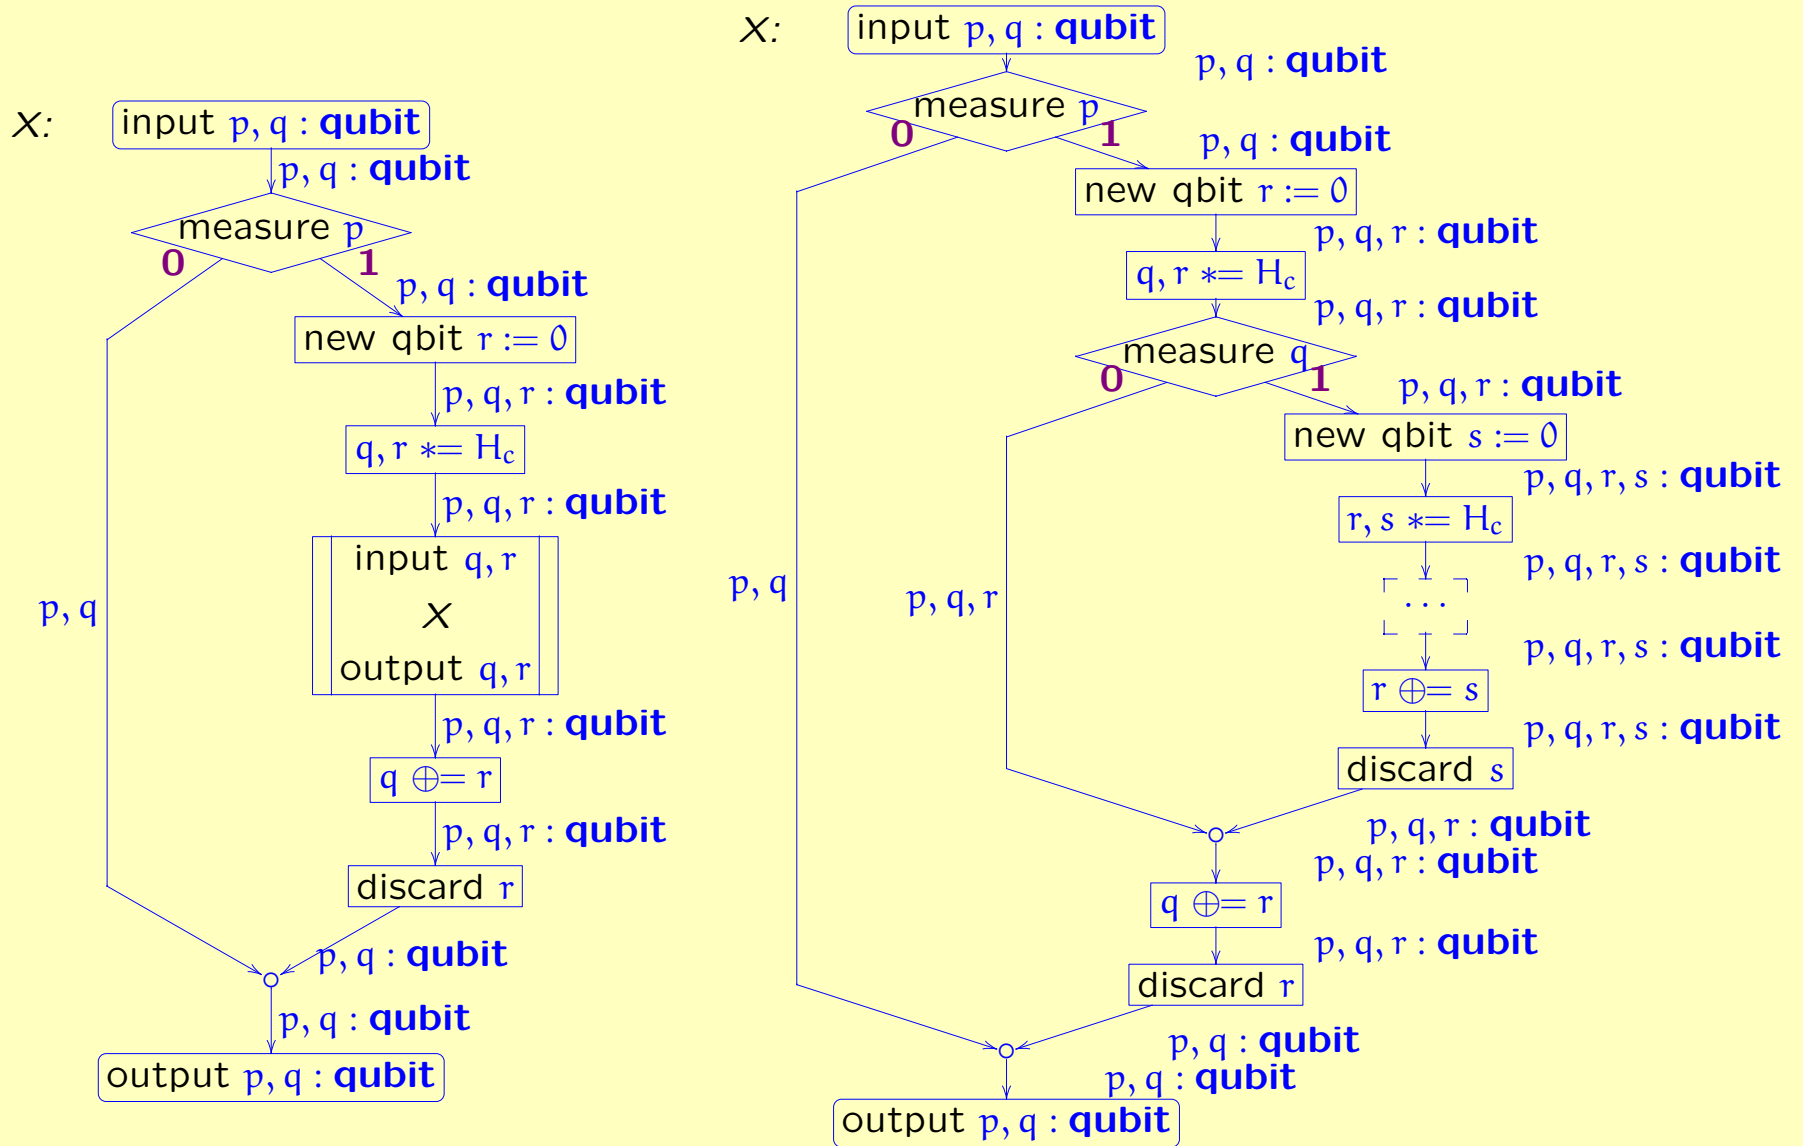 X:
input p, q : qubit
p, q : qubit
measure p
0 1
p, q : qubit
new qbit r := 0
p, q, r : qubit
q, r ∗= H_c
p, q, r : qubit
input q, r
X
output q, r
p, q
p, q, r : qubit
q ⊕= r
p, q, r : qubit
discard r
p, q : qubit
p, q : qubit
output p, q : qubit
X:
input p, q : qubit
p, q : qubit
measure p
0 1
p, q : qubit
new qbit r := 0
p, q, r : qubit
q, r ∗= H_c
p, q, r : qubit
measure q
0 1
p, q, r : qubit
new qbit s := 0
p, q, r, s : qubit
r, s ∗= H_c
p, q, r, s : qubit
p, q
p, q, r
· · ·
p, q, r, s : qubit
r ⊕= s
p, q, r, s : qubit
discard s
p, q, r : qubit
p, q, r : qubit
q ⊕= r
p, q, r : qubit
discard r
p, q : qubit
p, q : qubit
output p, q : qubit